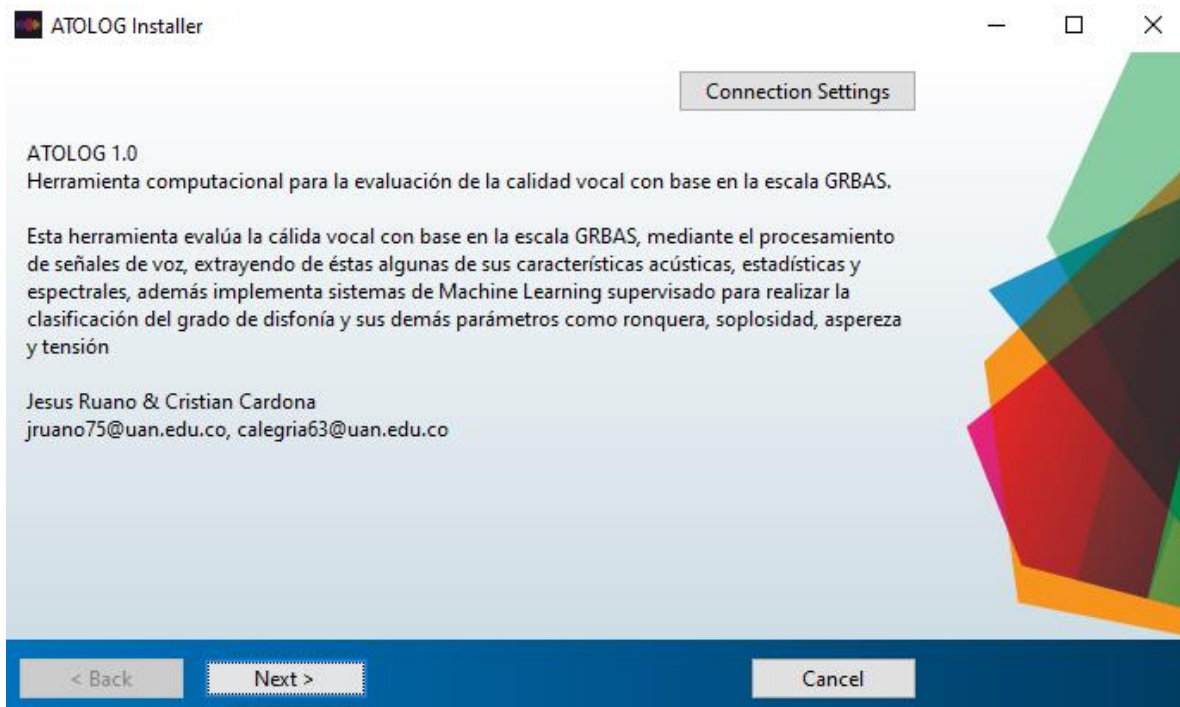 ATOLOG Installer
Connection Settings
ATOLOG 1.0
Herramienta computacional para la evaluación de la calidad vocal con base en la escala GRBAS.
Esta herramienta evalúa la cálida vocal con base en la escala GRBAS, mediante el procesamiento
de señales de voz, extrayendo de éstas algunas de sus características acústicas, estadísticas y
espectrales, además implementa sistemas de Machine Learning supervisado para realizar la
clasificación del grado de disfonía y sus demás parámetros como ronquera, soplosidad, aspereza
y tensión
Jesus Ruano & Cristian Cardona
jruano75@uan.edu.co, calegria63@uan.edu.co
< Back Next > Cancel